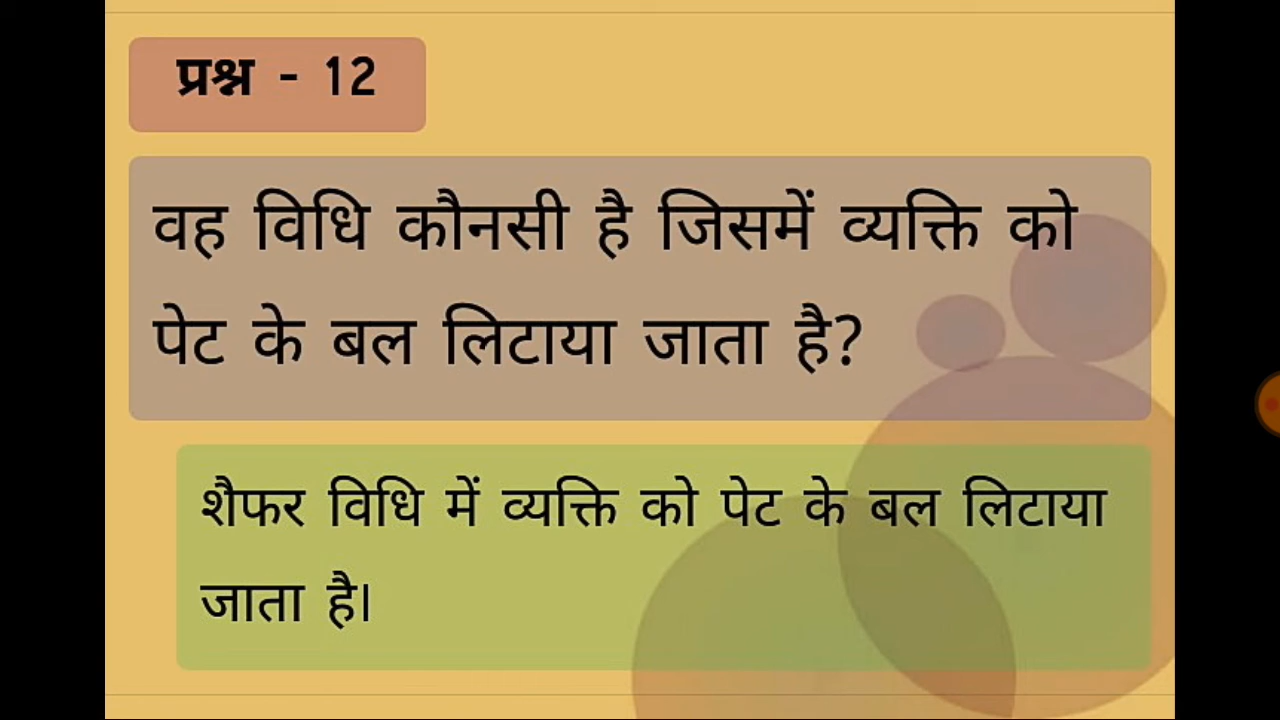 प्रश्न - 12
वह विधि कौनसी है जिसमें व्यक्ति को
पेट के बल लिटाया जाता है?
शैफर विधि में व्यक्ति को पेट के बल लिटाया
जाता है।